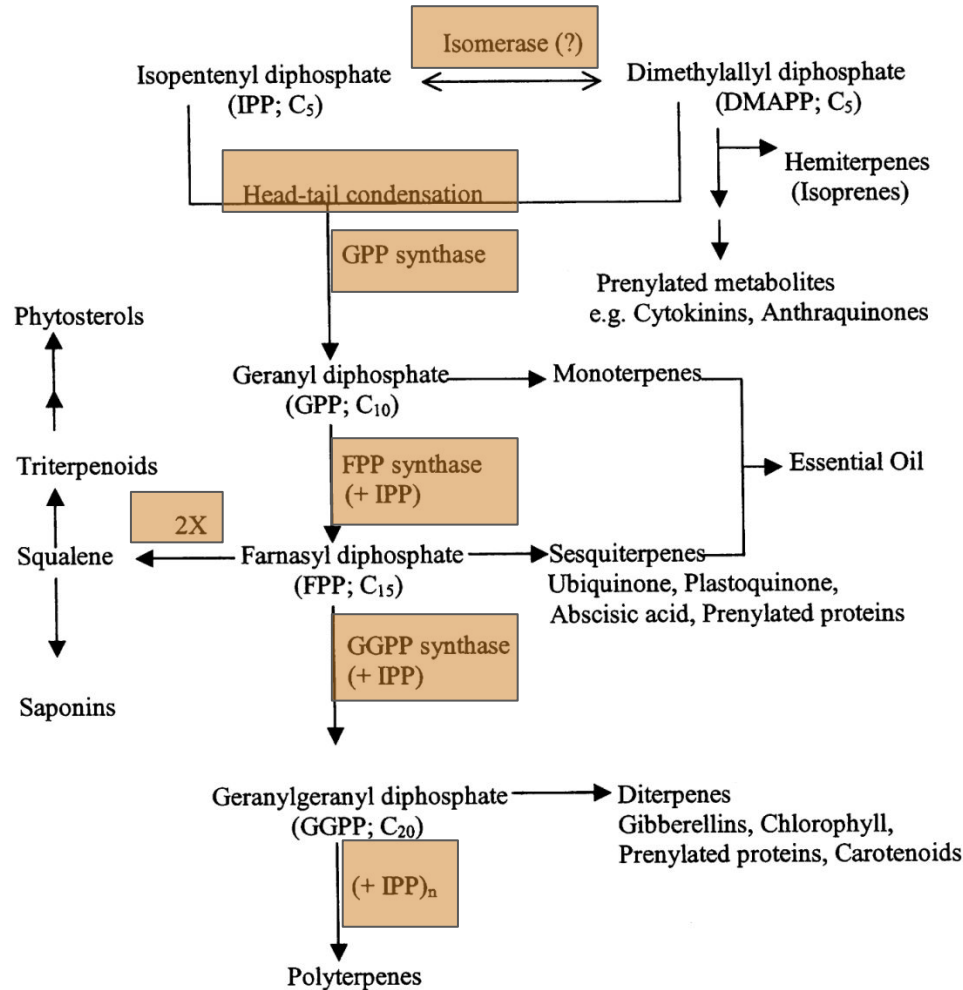 Isomerase (?)
Isopentenyl diphosphate
(IPP; C₅)
Dimethylallyl diphosphate
(DMAPP; C₅)
Hemiterpenes
(Isoprenes)
Head-tail condensation
GPP synthase
Prenylated metabolites
e.g. Cytokinins, Anthraquinones
Phytosterols
Geranyl diphosphate
(GPP; C₁₀)
Monoterpenes
Triterpenoids
FPP synthase
(+ IPP)
Essential Oil
2X
Squalene
Farnasyl diphosphate
(FPP; C₁₅)
Sesquiterpenes
Ubiquinone, Plastoquinone,
Abscisic acid, Prenylated proteins
GGPP synthase
(+ IPP)
Saponins
Geranylgeranyl diphosphate
(GGPP; C₂₀)
Diterpenes
Gibberellins, Chlorophyll,
Prenylated proteins, Carotenoids
(+ IPP)ₙ
Polyterpenes